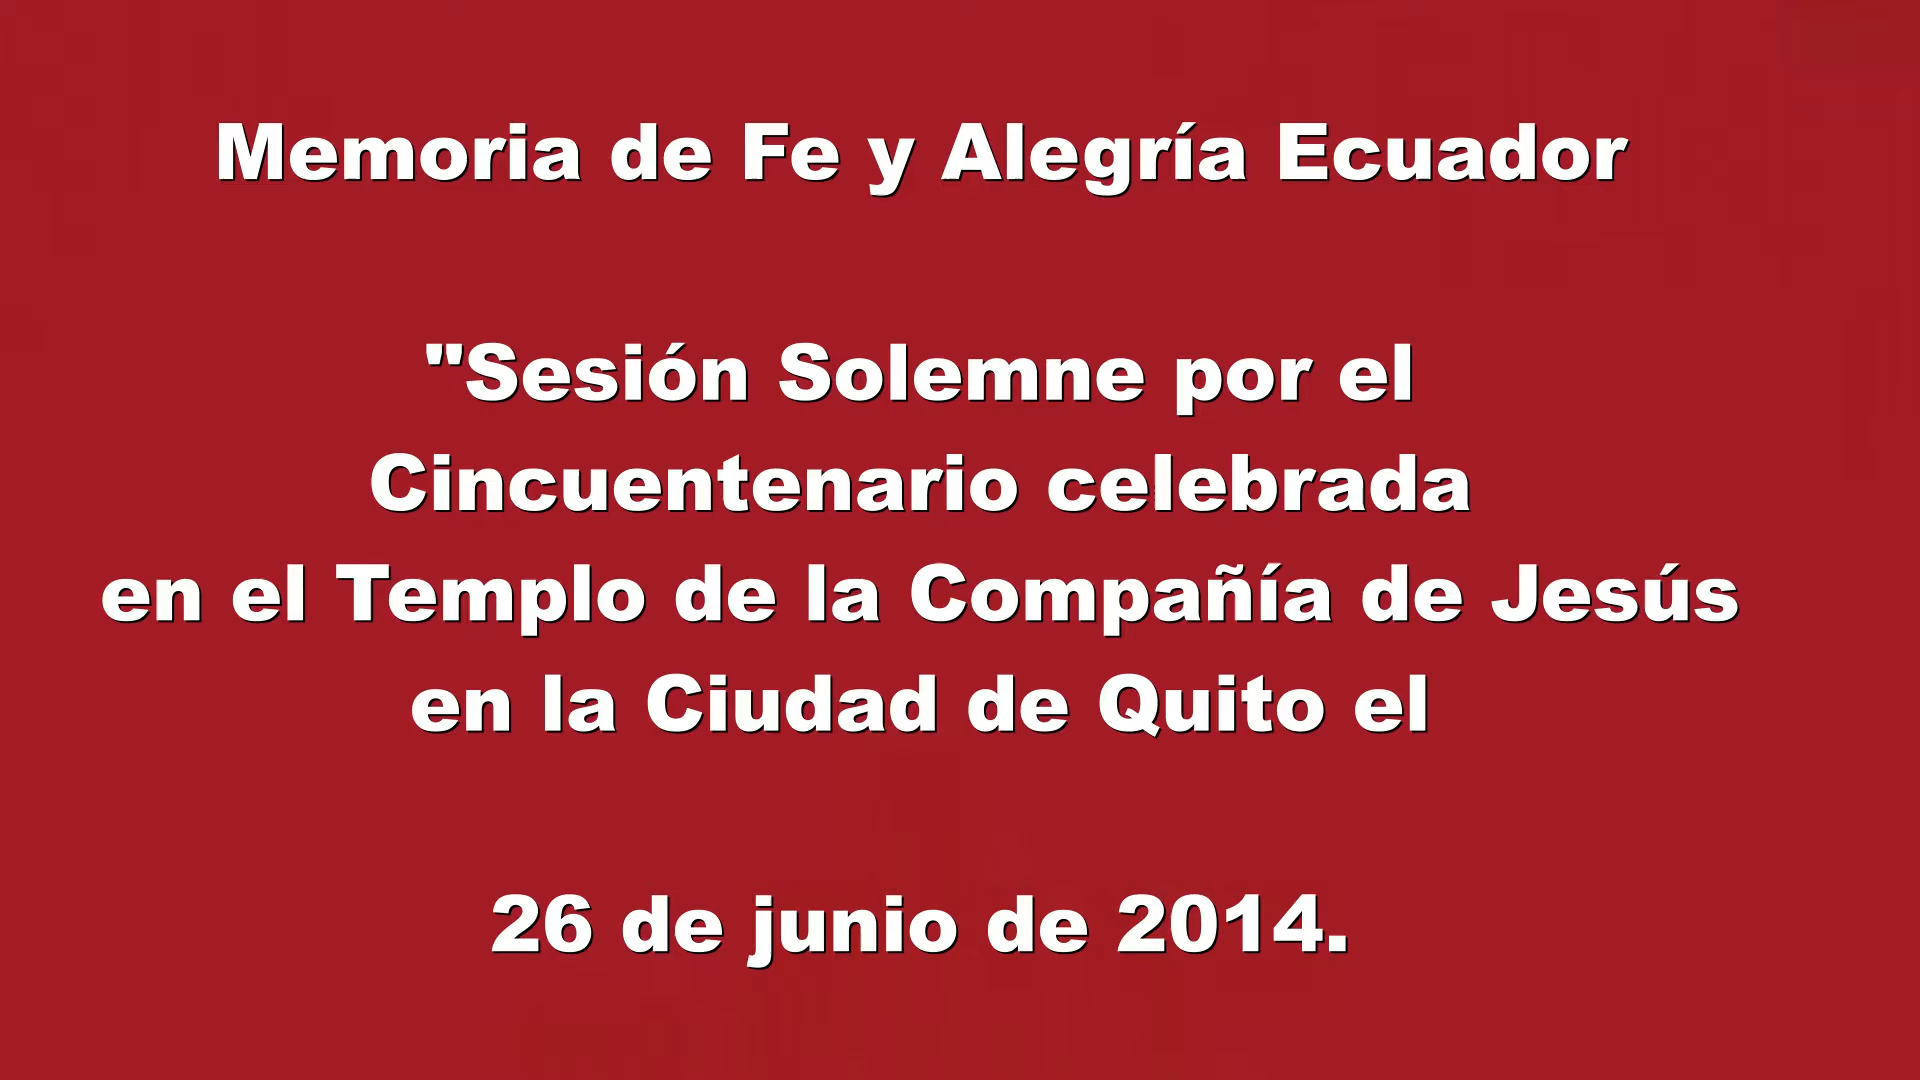 Memoria de Fe y Alegría Ecuador
"Sesión Solemne por el
Cincuentenario celebrada
en el Templo de la Compañía de Jesús
en la Ciudad de Quito el
26 de junio de 2014.